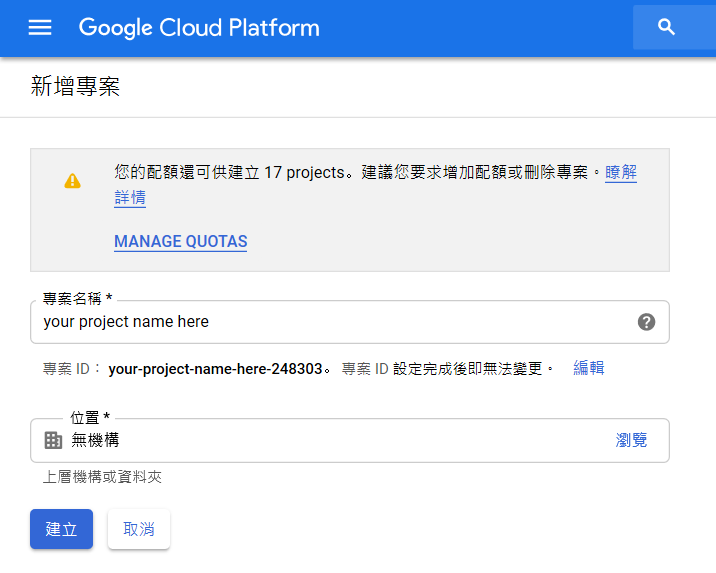 Google Cloud Platform
新增專案
您的配額還可供建立 17 projects。建議您要求增加配額或刪除專案。瞭解
詳情
MANAGE QUOTAS
專案名稱 *
your project name here
專案 ID： your-project-name-here-248303。 專案 ID 設定完成後即無法變更。 編輯
位置 *
無機構 瀏覽
上層機構或資料夾
建立 取消